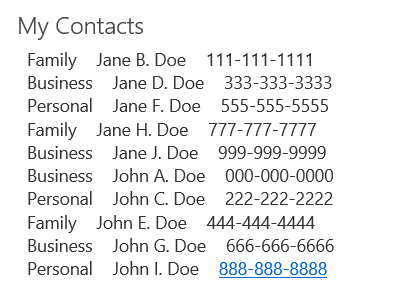 My Contacts
Family Jane B. Doe 111-111-1111
Business Jane D. Doe 333-333-3333
Personal Jane F. Doe 555-555-5555
Family Jane H. Doe 777-777-7777
Business Jane J. Doe 999-999-9999
Business John A. Doe 000-000-0000
Personal John C. Doe 222-222-2222
Family John E. Doe 444-444-4444
Business John G. Doe 666-666-6666
Personal John I. Doe 888-888-8888